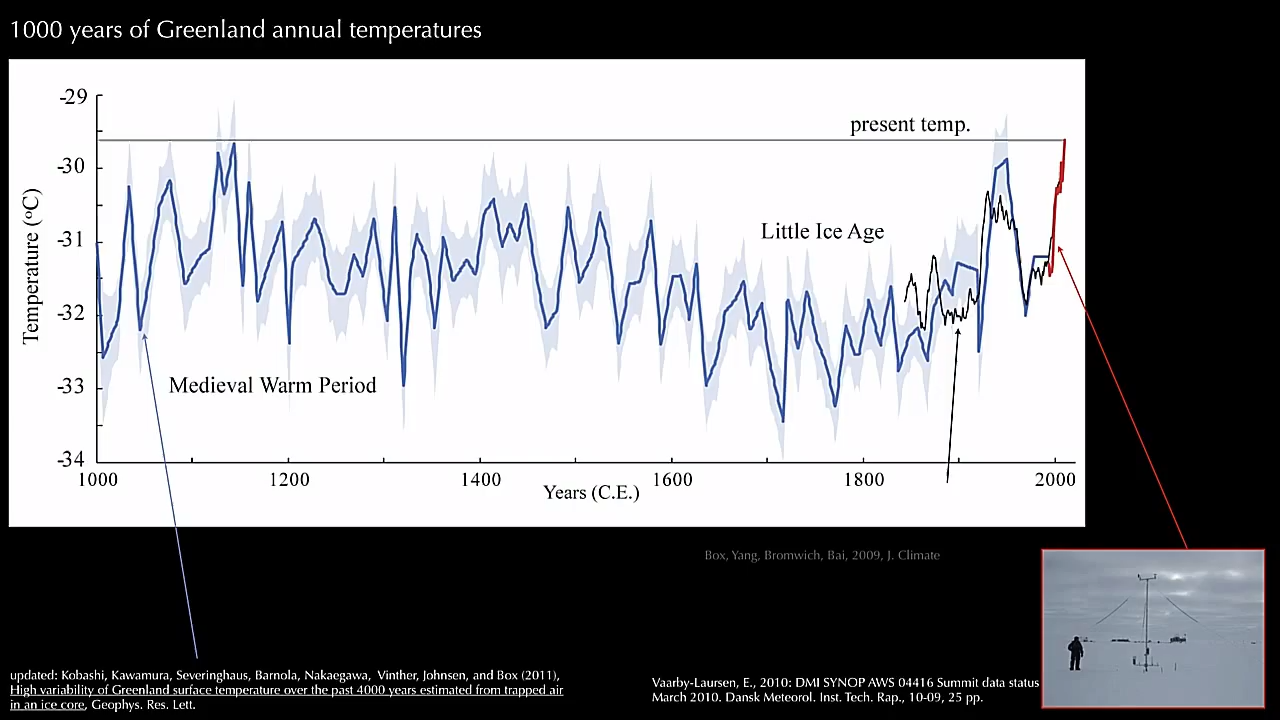 1000 years of Greenland annual temperatures
-29
-30
-31
-32
-33
-34
Temperature (oC)
present temp.
Little Ice Age
Medieval Warm Period
1000 1200 1400 1600 1800 2000
Years (C.E.)
Box, Yang, Bromwich, Bai, 2009, J. Climate
updated: Kobashi, Kawamura, Severinghaus, Barnola, Nakaegawa, Vinther, Johnsen, and Box (2011),
High variability of Greenland surface temperature over the past 4000 years estimated from trapped air
in an ice core, Geophys. Res. Lett.
Vaarby-Laursen, E., 2010: DMI SYNOP AWS 04416 Summit data status
March 2010. Dansk Meteorol. Inst. Tech. Rap., 10-09, 25 pp.